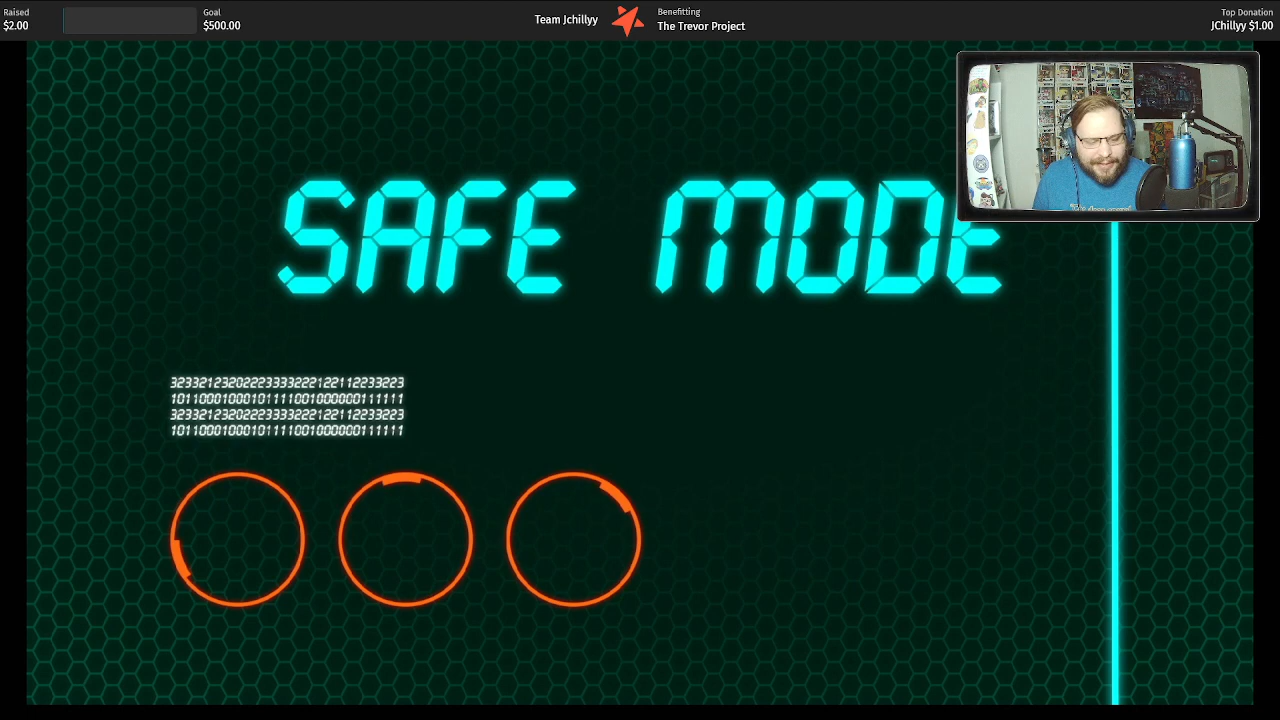 Raised
$2.00
Goal
$500.00
Team Jchillyy
Benefitting
The Trevor Project
Top Donation
JChillyy $1.00
SAFE MODE
32332123202223333222122112233223
10110001000101111001000000111111
32332123202223333222122112233223
10110001000101111001000000111111